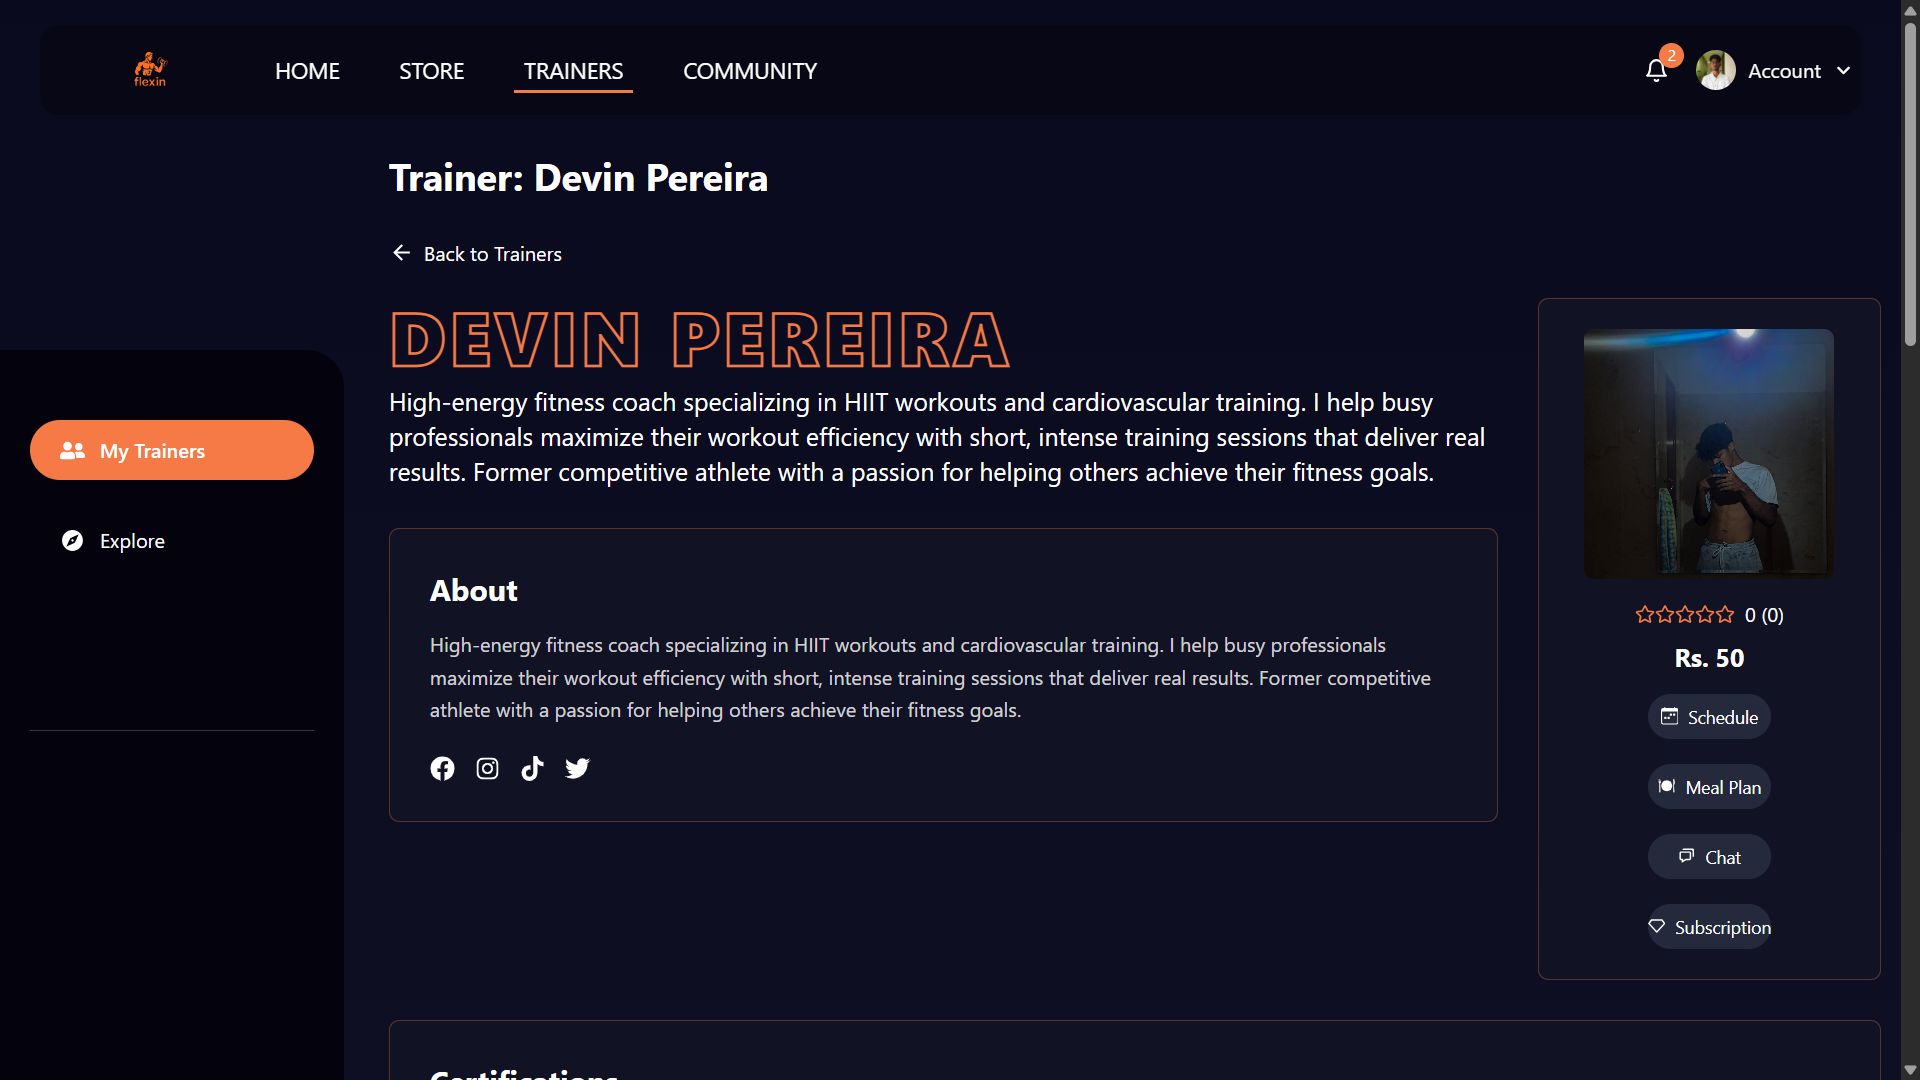 flexin
HOME
STORE
TRAINERS
COMMUNITY
2
Account
Trainer: Devin Pereira
Back to Trainers
DEVIN PEREIRA
High-energy fitness coach specializing in HIIT workouts and cardiovascular training. I help busy
professionals maximize their workout efficiency with short, intense training sessions that deliver real
results. Former competitive athlete with a passion for helping others achieve their fitness goals.
My Trainers
Explore
About
High-energy fitness coach specializing in HIIT workouts and cardiovascular training. I help busy professionals
maximize their workout efficiency with short, intense training sessions that deliver real results. Former competitive
athlete with a passion for helping others achieve their fitness goals.
0 (0)
Rs. 50
Schedule
Meal Plan
Chat
Subscription
Certifications